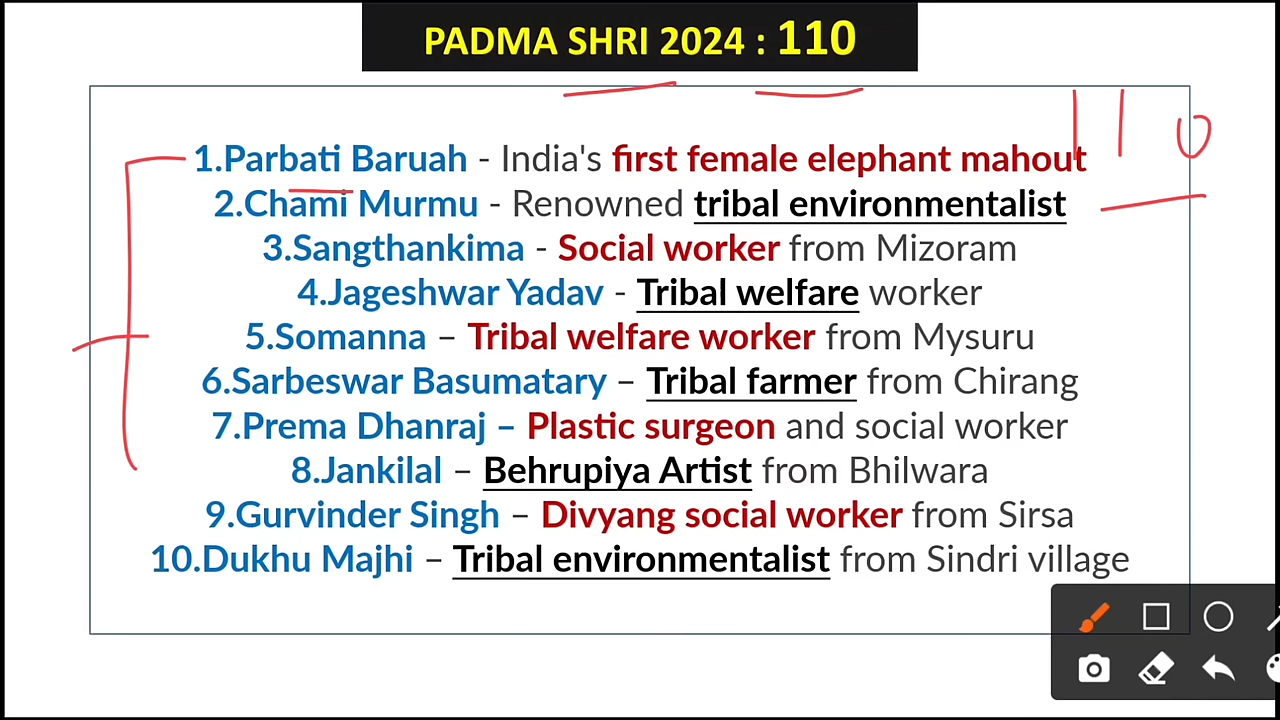 PADMA SHRI 2024 : 110
110
1.Parbati Baruah - India's first female elephant mahout
2.Chami Murmu - Renowned tribal environmentalist
3.Sangthankima - Social worker from Mizoram
4.Jageshwar Yadav - Tribal welfare worker
5.Somanna – Tribal welfare worker from Mysuru
6.Sarbeswar Basumatary – Tribal farmer from Chirang
7.Prema Dhanraj – Plastic surgeon and social worker
8.Jankilal – Behrupiya Artist from Bhilwara
9.Gurvinder Singh – Divyang social worker from Sirsa
10.Dukhu Majhi – Tribal environmentalist from Sindri village